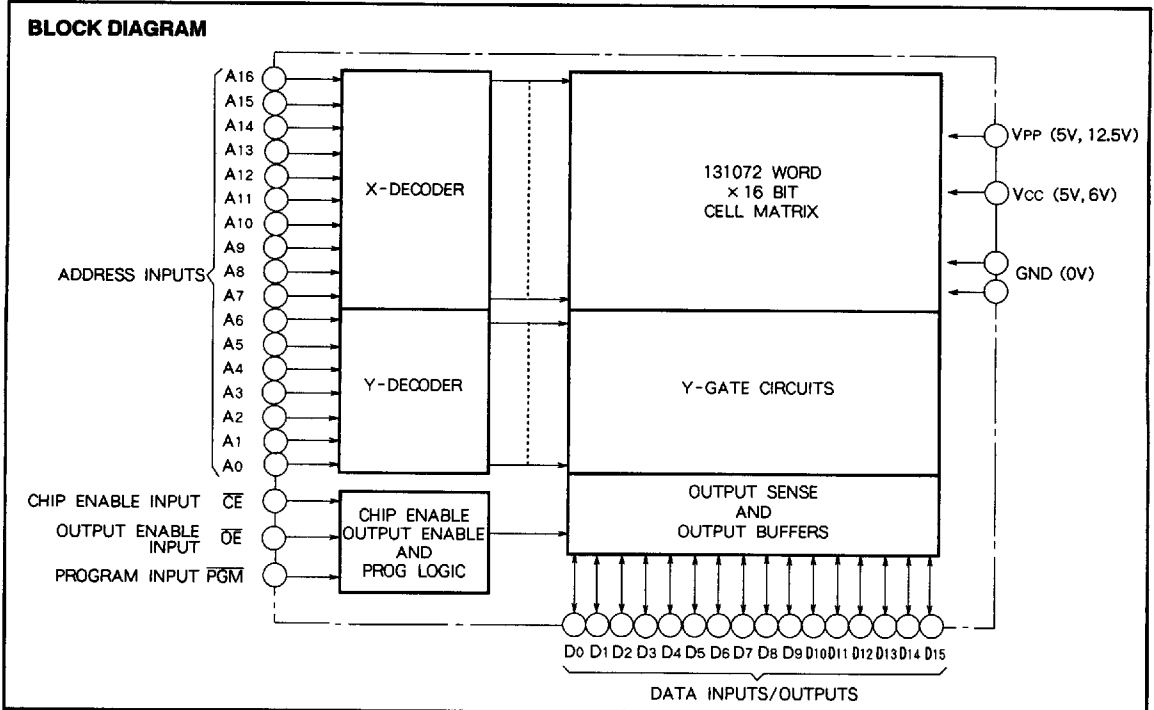 BLOCK DIAGRAM
A16
A15
A14
A13
A12
A11
A10
A9
A8
A7
A6
A5
A4
A3
A2
A1
A0
ADDRESS INPUTS
X-DECODER
Y-DECODER
131072 WORD
× 16 BIT
CELL MATRIX
Y-GATE CIRCUITS
OUTPUT SENSE
AND
OUTPUT BUFFERS
VPP (5V, 12.5V)
VCC (5V, 6V)
GND (0V)
CHIP ENABLE INPUT C̅E̅
OUTPUT ENABLE
INPUT O̅E̅
PROGRAM INPUT P̅G̅M̅
CHIP ENABLE
OUTPUT ENABLE
AND
PROG LOGIC
D0 D1 D2 D3 D4 D5 D6 D7 D8 D9 D10 D11 D12 D13 D14 D15
DATA INPUTS/OUTPUTS